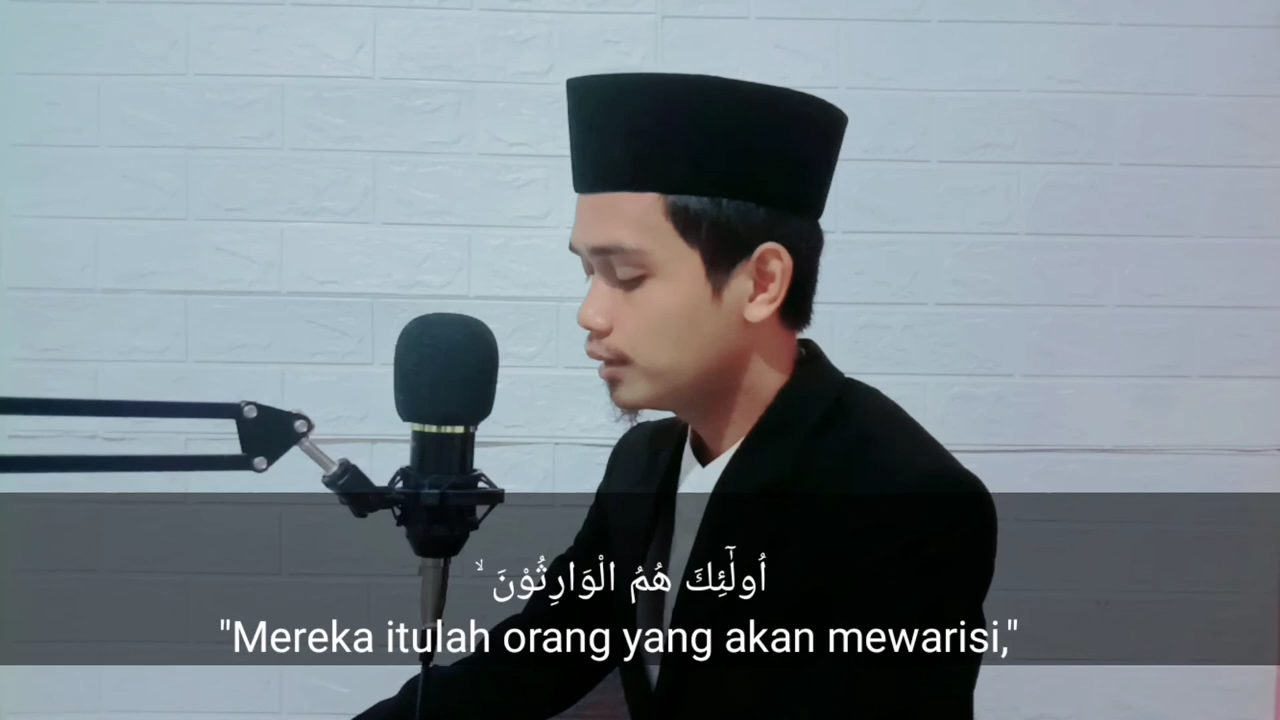 اُولٰۤىِٕكَ هُمُ الْوَارِثُوْنَ ۙ
"Mereka itulah orang yang akan mewarisi,"